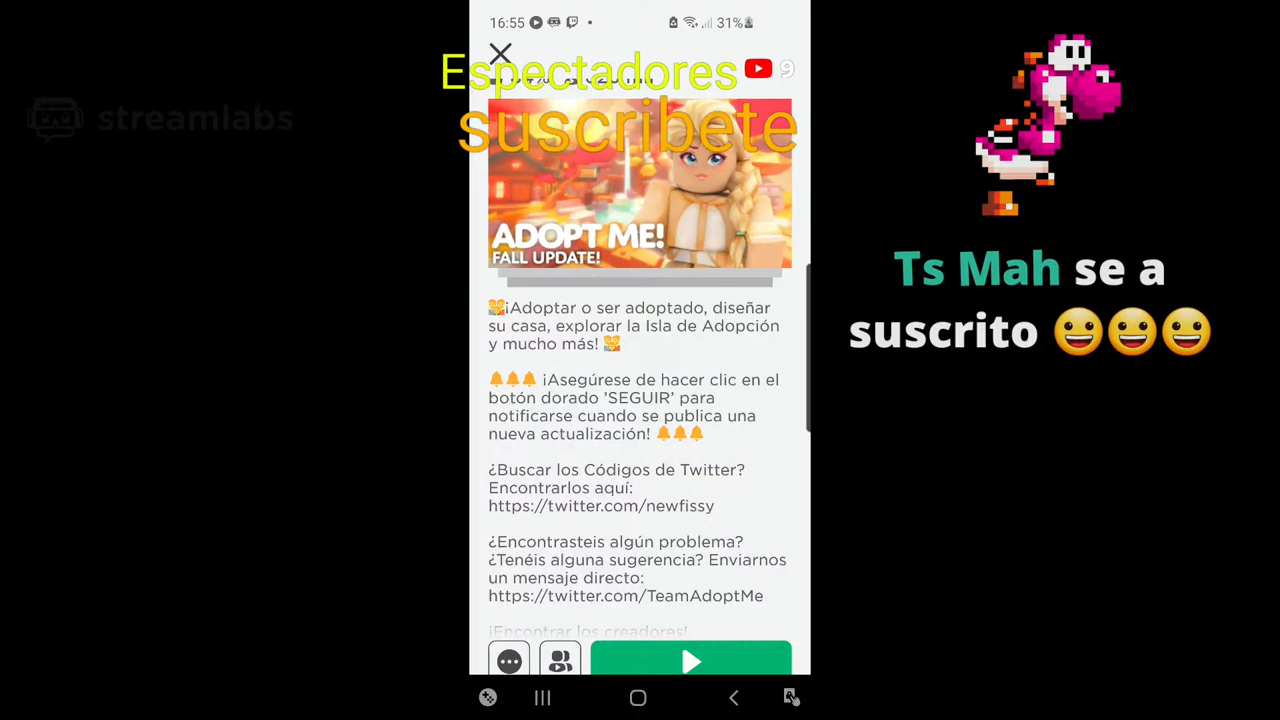 16:55
31%
Espectadores
9
suscribete
streamlabs
ADOPT ME!
FALL UPDATE!
¡Adoptar o ser adoptado, diseñar
su casa, explorar la Isla de Adopción
y mucho más!
¡Asegúrese de hacer clic en el
botón dorado 'SEGUIR' para
notificarse cuando se publica una
nueva actualización!
¿Buscar los Códigos de Twitter?
Encontrarlos aquí:
https://twitter.com/newfissy
¿Encontrasteis algún problema?
¿Tenéis alguna sugerencia? Enviarnos
un mensaje directo:
https://twitter.com/TeamAdoptMe
¡Encontrar los creadores!
Ts Mah se a
suscrito 😀😀😀